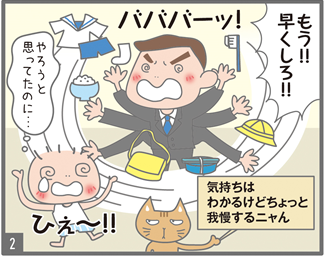 もう!!
早くしろ!!
バババーッ!
やろうと
思ってたのに…
ひぇ〜!!
気持ちは
わかるけどちょっと
我慢するニャん
2